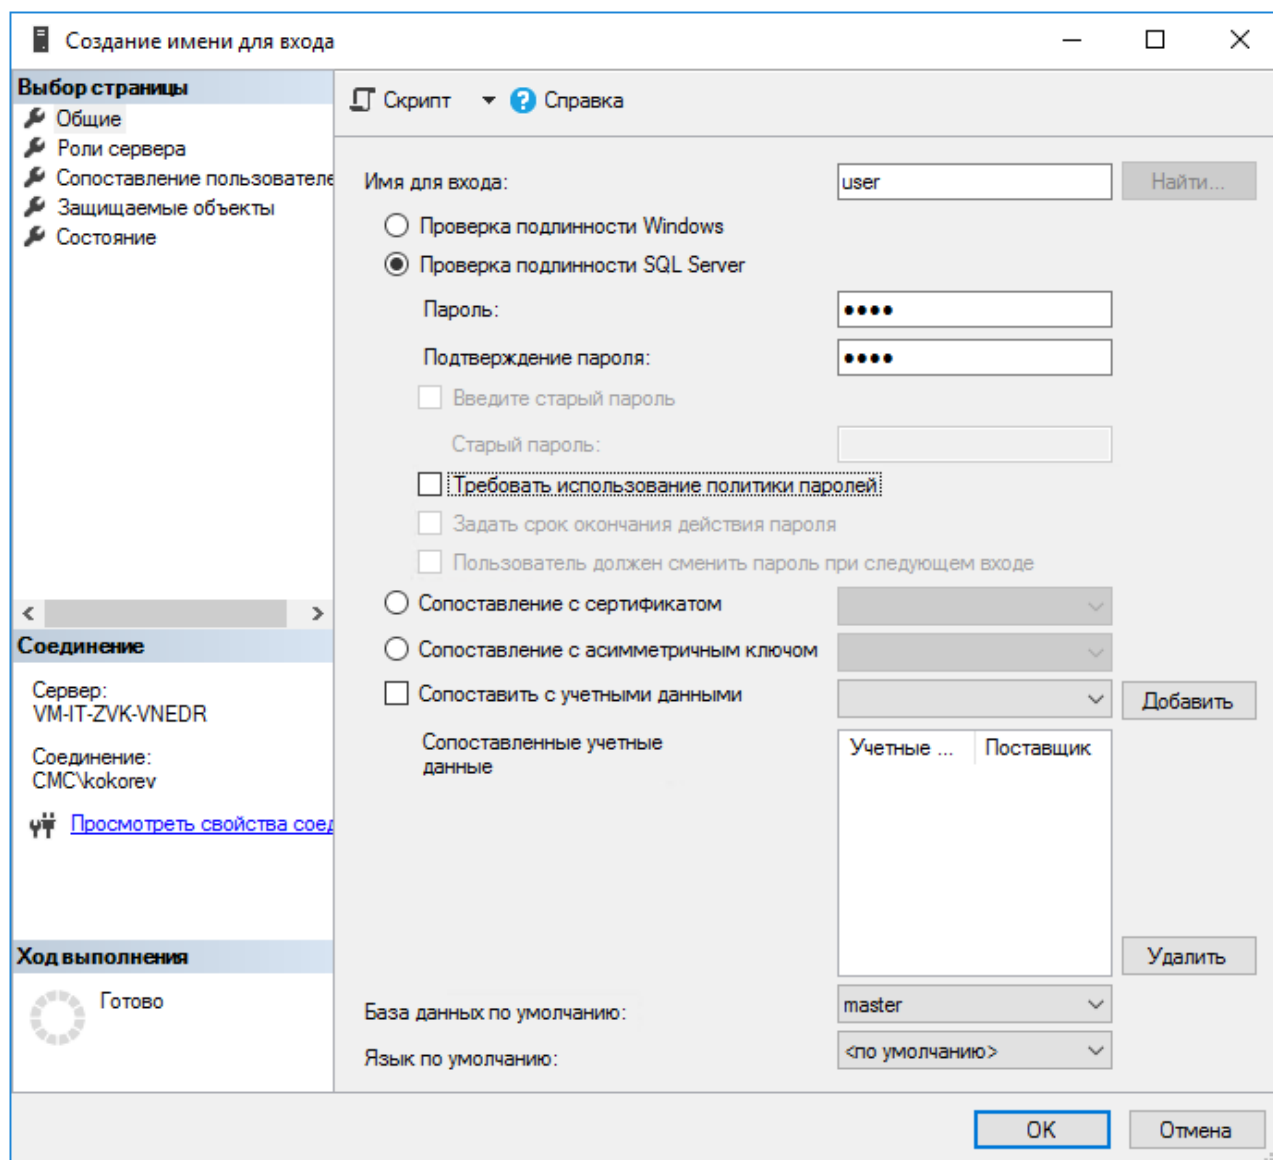 Создание имени для входа
Выбор страницы
Общие
Роли сервера
Сопоставление пользователе
Защищаемые объекты
Состояние
Скрипт
Справка
Имя для входа:
user
Найти...
Проверка подлинности Windows
Проверка подлинности SQL Server
Пароль:
••••
Подтверждение пароля:
••••
Введите старый пароль
Старый пароль:
Требовать использование политики паролей
Задать срок окончания действия пароля
Пользователь должен сменить пароль при следующем входе
Сопоставление с сертификатом
Сопоставление с асимметричным ключом
Сопоставить с учетными данными
Добавить
Сопоставленные учетные
данные
Учетные ...
Поставщик
Удалить
База данных по умолчанию:
master
Язык по умолчанию:
<по умолчанию>
Соединение
Сервер:
VM-IT-ZVK-VNEDR
Соединение:
CMC\kokorev
Просмотреть свойства соед
Ход выполнения
Готово
OK
Отмена